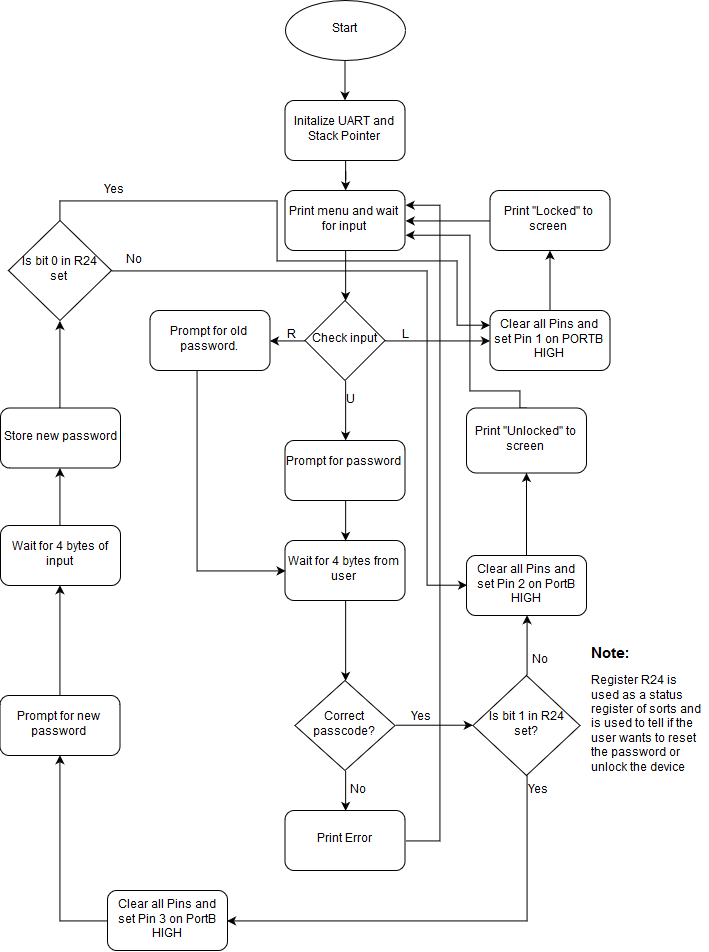 Start
Initalize UART and
Stack Pointer
Yes
Print menu and wait
for input
Print "Locked" to
screen
Is bit 0 in R24
set
No
Prompt for old
password.
R
Check input
L
Clear all Pins and
set Pin 1 on PORTB
HIGH
U
Store new password
Prompt for password
Print "Unlocked" to
screen
Wait for 4 bytes of
input
Wait for 4 bytes from
user
Clear all Pins and
set Pin 2 on PortB
HIGH
No
Note:
Register R24 is
used as a status
register of sorts and
is used to tell if the
user wants to reset
the password or
unlock the device
Prompt for new
password
Correct
passcode?
Yes
Is bit 1 in R24
set?
No
Yes
Print Error
Clear all Pins and
set Pin 3 on PortB
HIGH